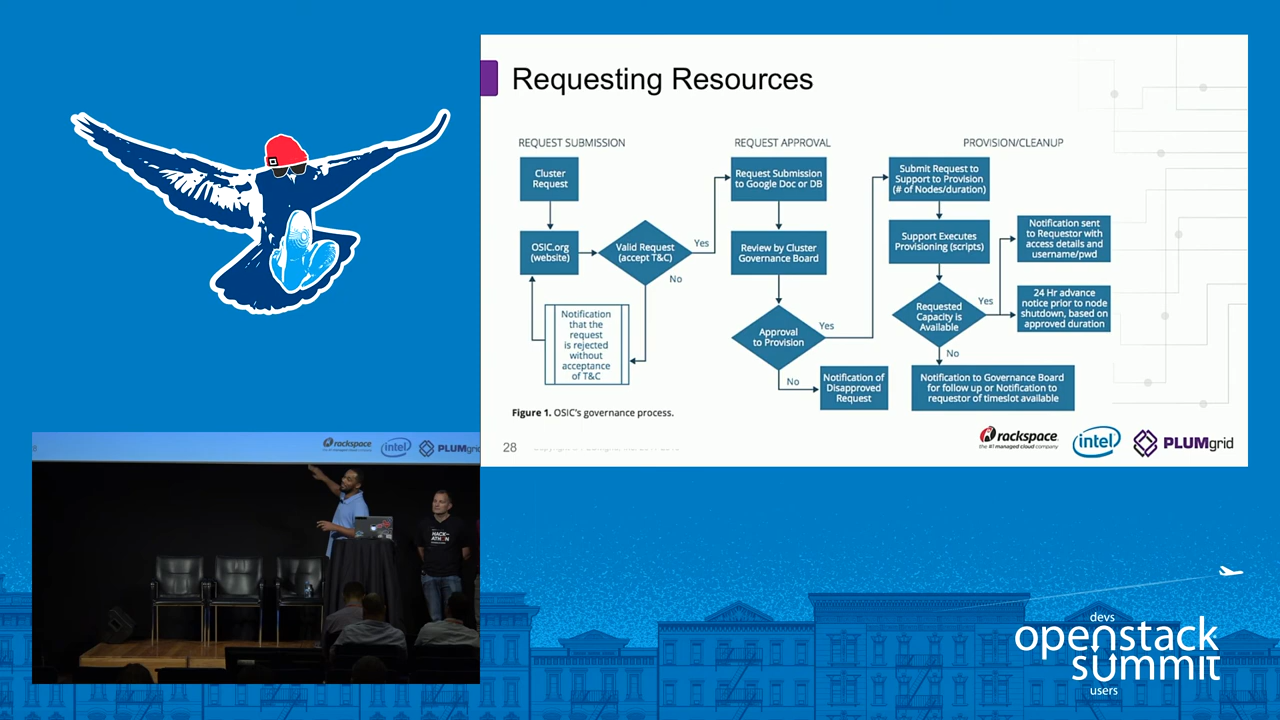 Requesting Resources
REQUEST SUBMISSION
REQUEST APPROVAL
PROVISION/CLEANUP
Cluster
Request
OSIC.org
(website)
Valid Request
(accept T&C)
Yes
No
Notification
that the
request
is rejected
without
acceptance
of T&C
Request Submission
to Google Doc or DB
Review by Cluster
Governance Board
Approval
to Provision
Yes
No
Notification of
Disapproved
Request
Submit Request to
Support to Provision
(# of Nodes/duration)
Support Executes
Provisioning (scripts)
Requested
Capacity is
Available
Yes
No
Notification sent
to Requestor with
access details and
username/pwd
24 Hr advance
notice prior to node
shutdown, based on
approved duration
Notification to Governance Board
for follow up or Notification to
requestor of timeslot available
Figure 1. OSIC's governance process.
28
rackspace.
the #1 managed cloud company
intel
PLUMgrid
rackspace
intel
PLUMgrid
HACK-
devs
openstack
summit
users